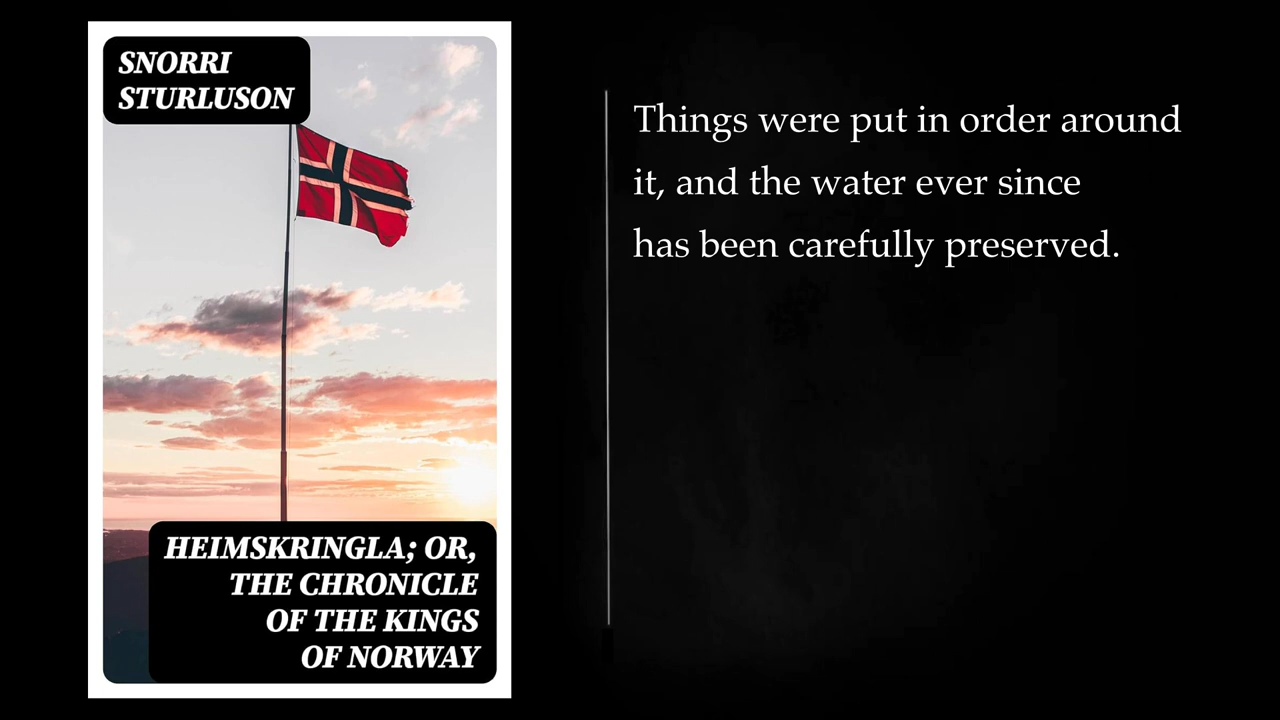 SNORRI
STURLUSON
HEIMSKRINGLA; OR,
THE CHRONICLE
OF THE KINGS
OF NORWAY
Things were put in order around
it, and the water ever since
has been carefully preserved.